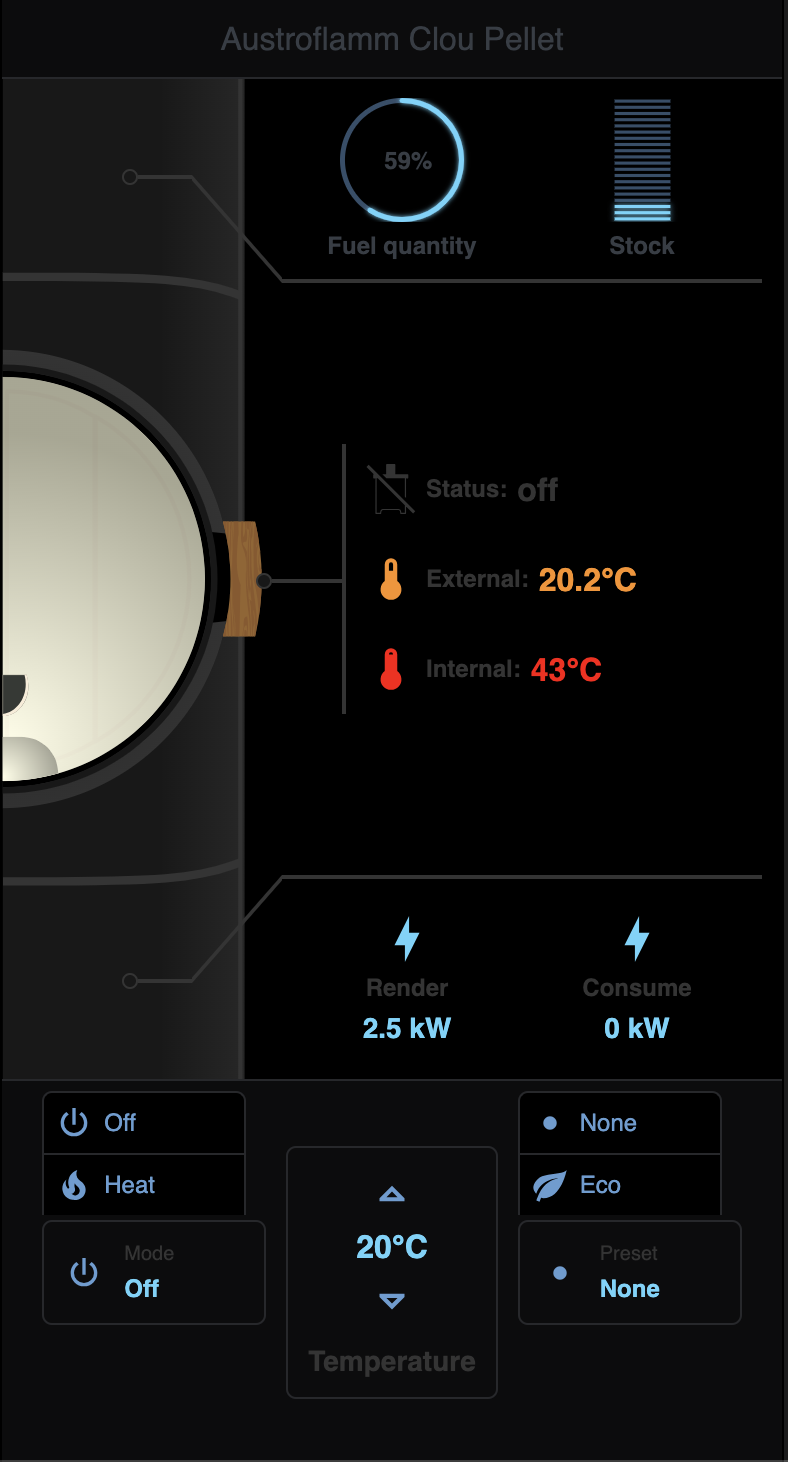 Austroflamm Clou Pellet
59%
Fuel quantity
Stock
Status: off
External: 20.2°C
Internal: 43°C
Render
2.5 kW
Consume
0 kW
Off
Heat
Mode
Off
20°C
Temperature
None
Eco
Preset
None